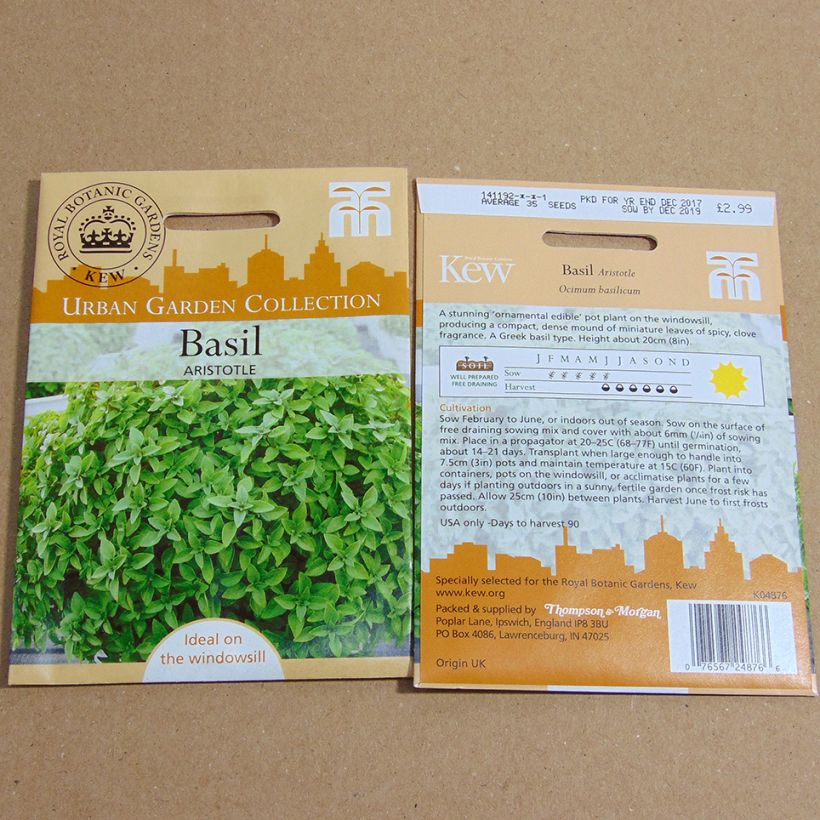 ROYAL BOTANIC GARDENS
• KEW •
URBAN GARDEN COLLECTION
Basil
ARISTOTLE
Ideal on
the windowsill
141192-x-x-1 PKD FOR YR END DEC 2017
AVERAGE 35 SEEDS SOW BY DEC 2019 £2.99
Royal Botanic Gardens
Kew
Basil Aristotle
Ocimum basilicum
A stunning 'ornamental edible' pot plant on the windowsill,
producing a compact, dense mound of miniature leaves of spicy, clove
fragrance. A Greek basil type. Height about 20cm (8in).
SOIL
WELL PREPARED
FREE DRAINING
J F M A M J J A S O N D
Sow
Harvest
Cultivation
Sow February to June, or indoors out of season. Sow on the surface of
free draining sowing mix and cover with about 6mm (¼in) of sowing
mix. Place in a propagator at 20–25C (68–77F) until germination,
about 14–21 days. Transplant when large enough to handle into
7.5cm (3in) pots and maintain temperature at 15C (60F). Plant into
containers, pots on the windowsill, or acclimatise plants for a few
days if planting outdoors in a sunny, fertile garden once frost risk has
passed. Allow 25cm (10in) between plants. Harvest June to first frosts
outdoors.
USA only -Days to harvest 90
Specially selected for the Royal Botanic Gardens, Kew
www.kew.org
K04876
Packed & supplied by Thompson & Morgan
Poplar Lane, Ipswich, England IP8 3BU
PO Box 4086, Lawrenceburg, IN 47025
Origin UK
0 76567 24876 6